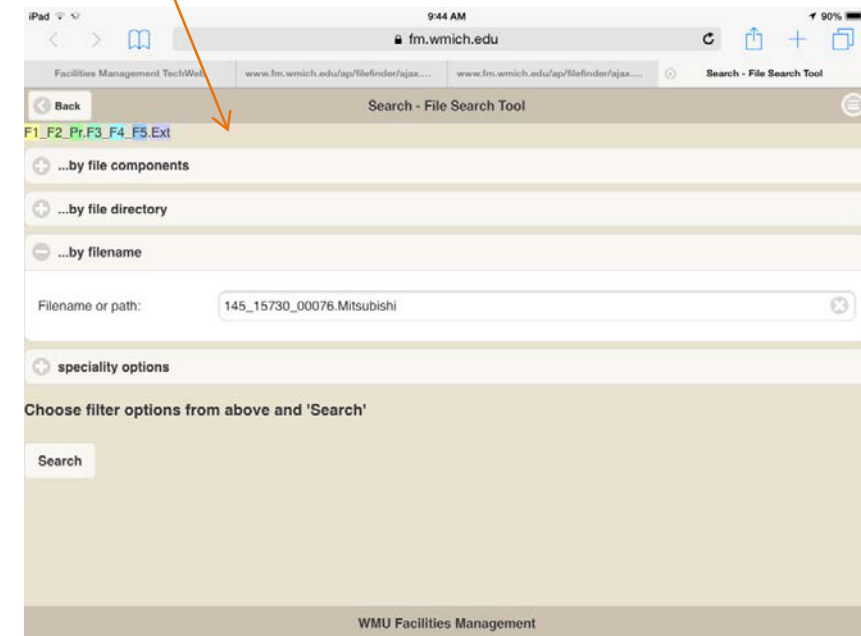 iPad
9:44 AM
90%
fm.wmich.edu
Facilities Management TechWeb
www.fm.wmich.edu/ap/filefinder/ajax....
www.fm.wmich.edu/ap/filefinder/ajax....
Search - File Search Tool
Back
Search - File Search Tool
F1_F2_Pr.F3_F4_F5.Ext
...by file components
...by file directory
...by filename
Filename or path:
145_15730_00076.Mitsubishi
speciality options
Choose filter options from above and 'Search'
Search
WMU Facilities Management